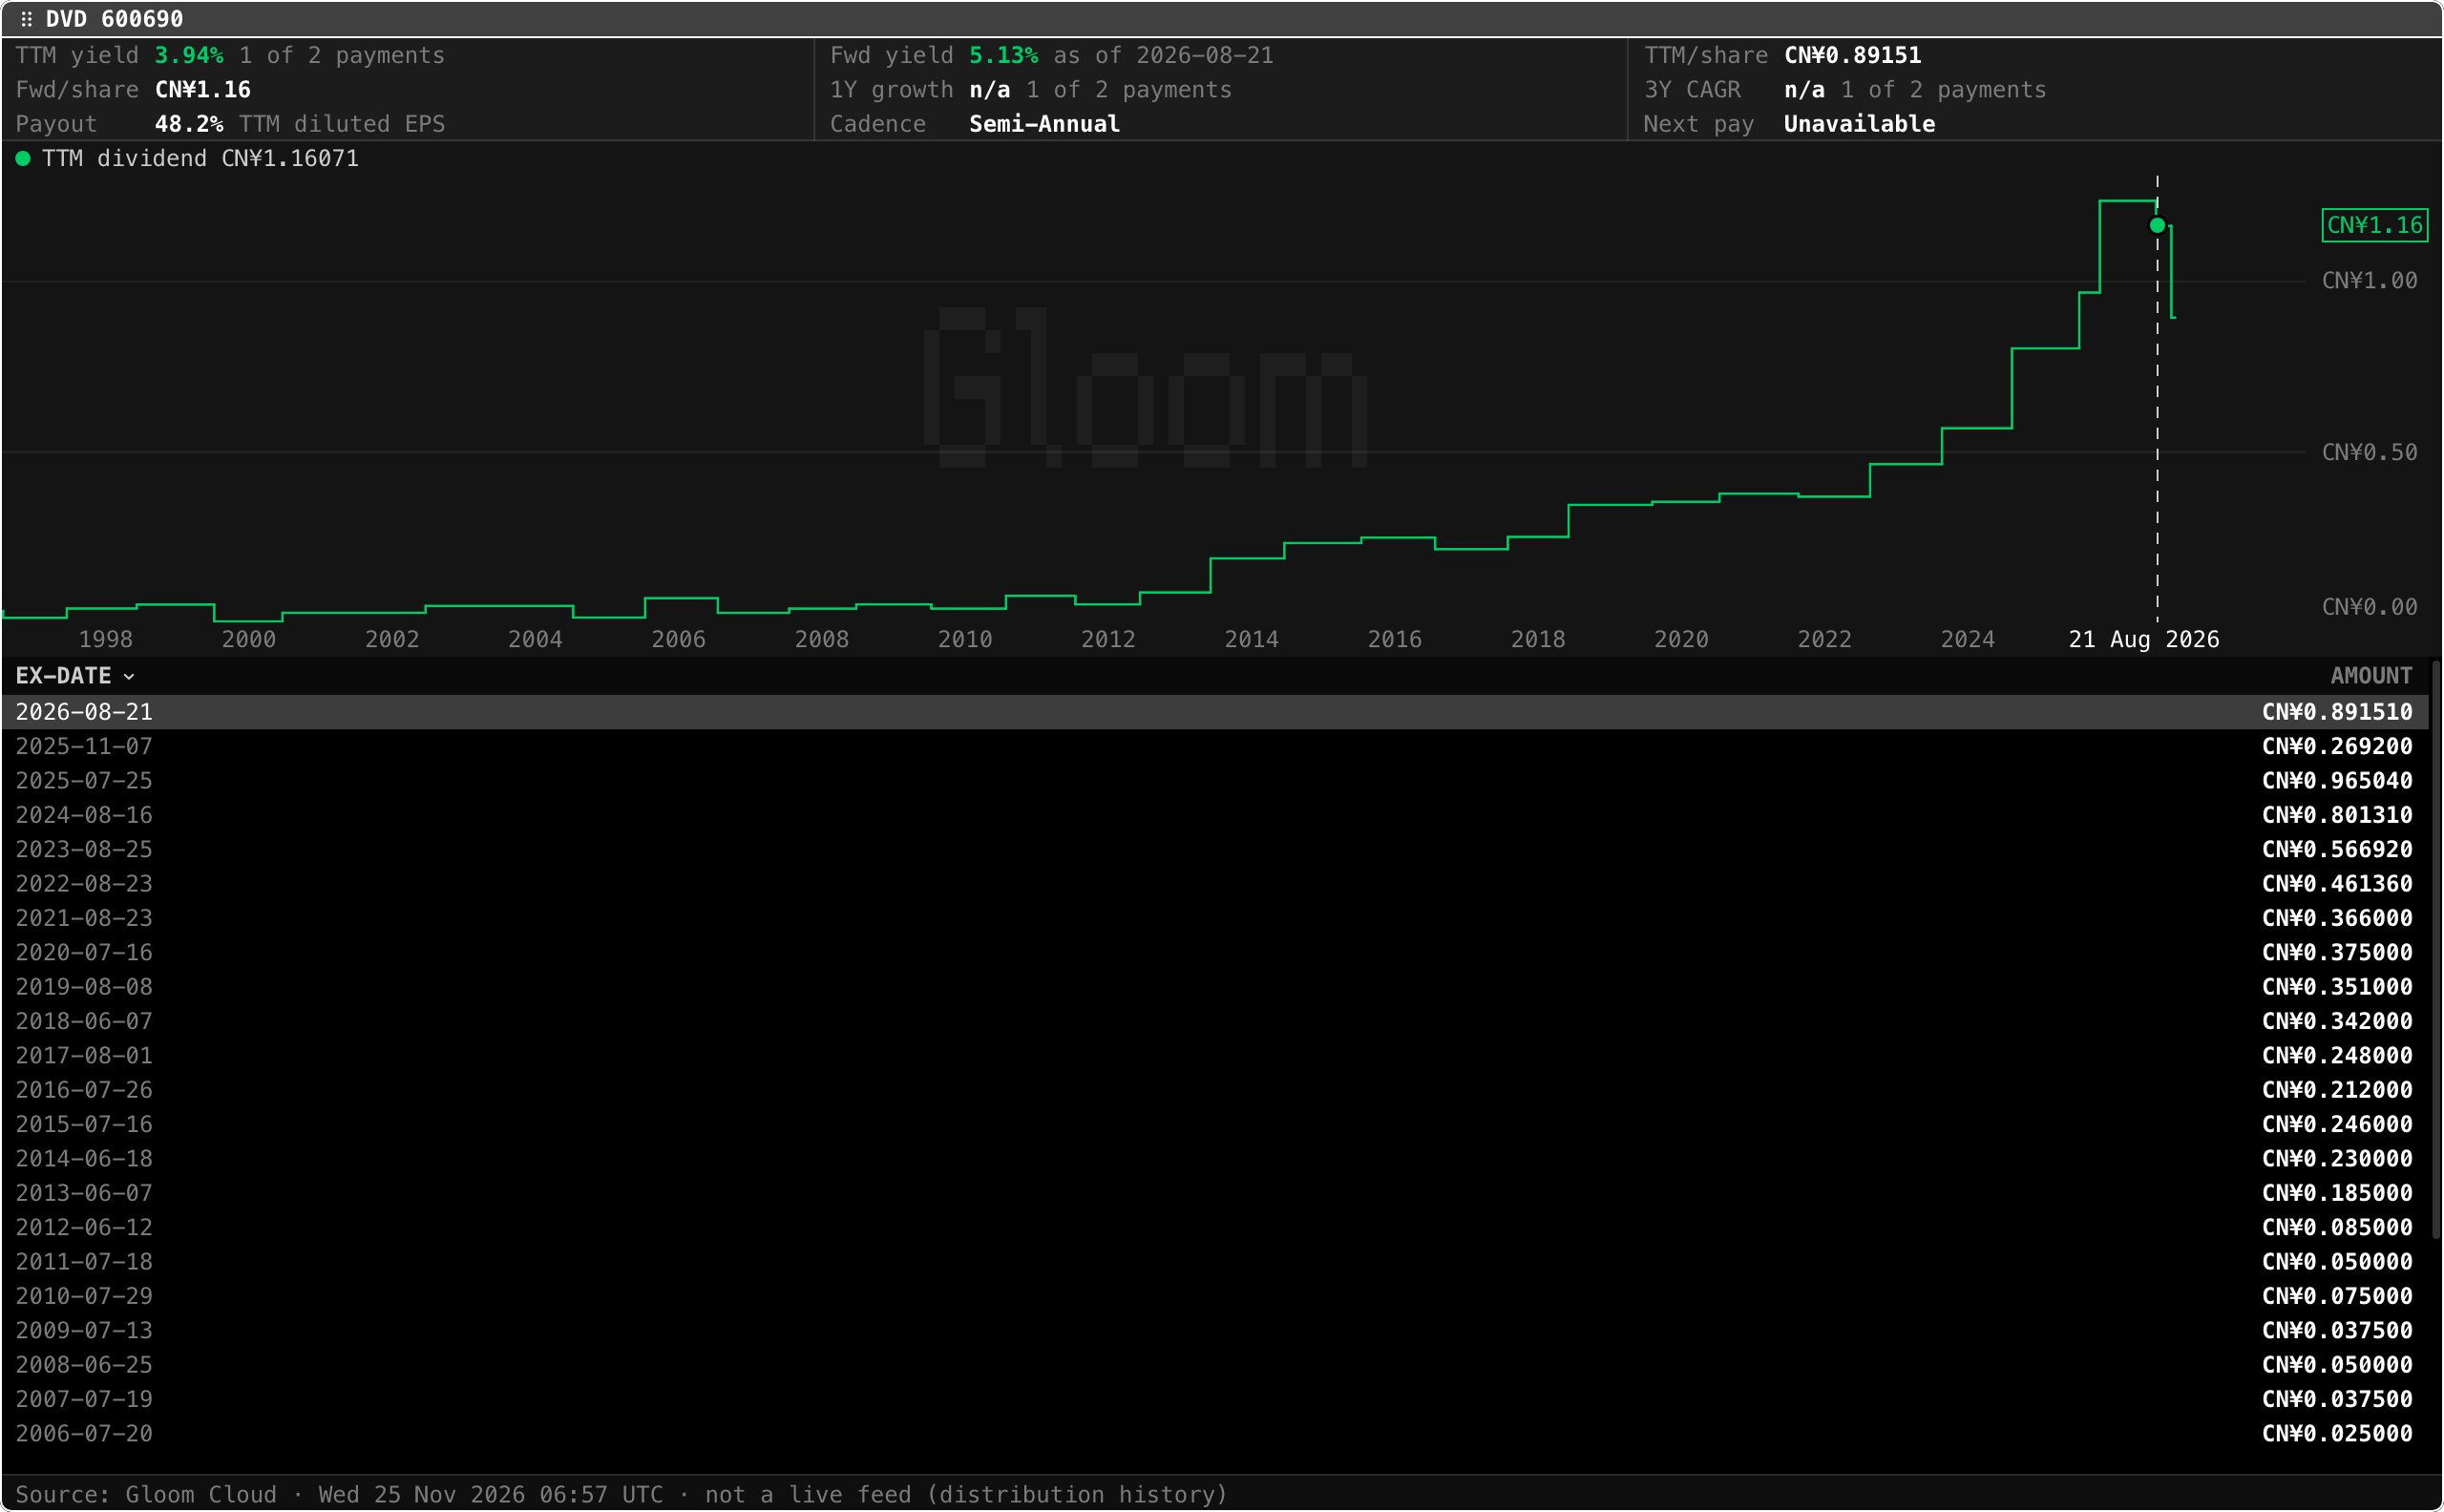 ⠿ DVD 600690
TTM yield 3.94% 1 of 2 payments
Fwd yield 5.13% as of 2026-08-21
TTM/share CN¥0.89151
Fwd/share CN¥1.16
1Y growth n/a 1 of 2 payments
3Y CAGR n/a 1 of 2 payments
Payout 48.2% TTM diluted EPS
Cadence Semi-Annual
Next pay Unavailable
● TTM dividend CN¥1.16071
CN¥1.16
CN¥1.00
CN¥0.50
CN¥0.00
Gloom
1998 2000 2002 2004 2006 2008 2010 2012 2014 2016 2018 2020 2022 2024 21 Aug 2026
EX-DATE AMOUNT
2026-08-21 CN¥0.891510
2025-11-07 CN¥0.269200
2025-07-25 CN¥0.965040
2024-08-16 CN¥0.801310
2023-08-25 CN¥0.566920
2022-08-23 CN¥0.461360
2021-08-23 CN¥0.366000
2020-07-16 CN¥0.375000
2019-08-08 CN¥0.351000
2018-06-07 CN¥0.342000
2017-08-01 CN¥0.248000
2016-07-26 CN¥0.212000
2015-07-16 CN¥0.246000
2014-06-18 CN¥0.230000
2013-06-07 CN¥0.185000
2012-06-12 CN¥0.085000
2011-07-18 CN¥0.050000
2010-07-29 CN¥0.075000
2009-07-13 CN¥0.037500
2008-06-25 CN¥0.050000
2007-07-19 CN¥0.037500
2006-07-20 CN¥0.025000
Source: Gloom Cloud · Wed 25 Nov 2026 06:57 UTC · not a live feed (distribution history)